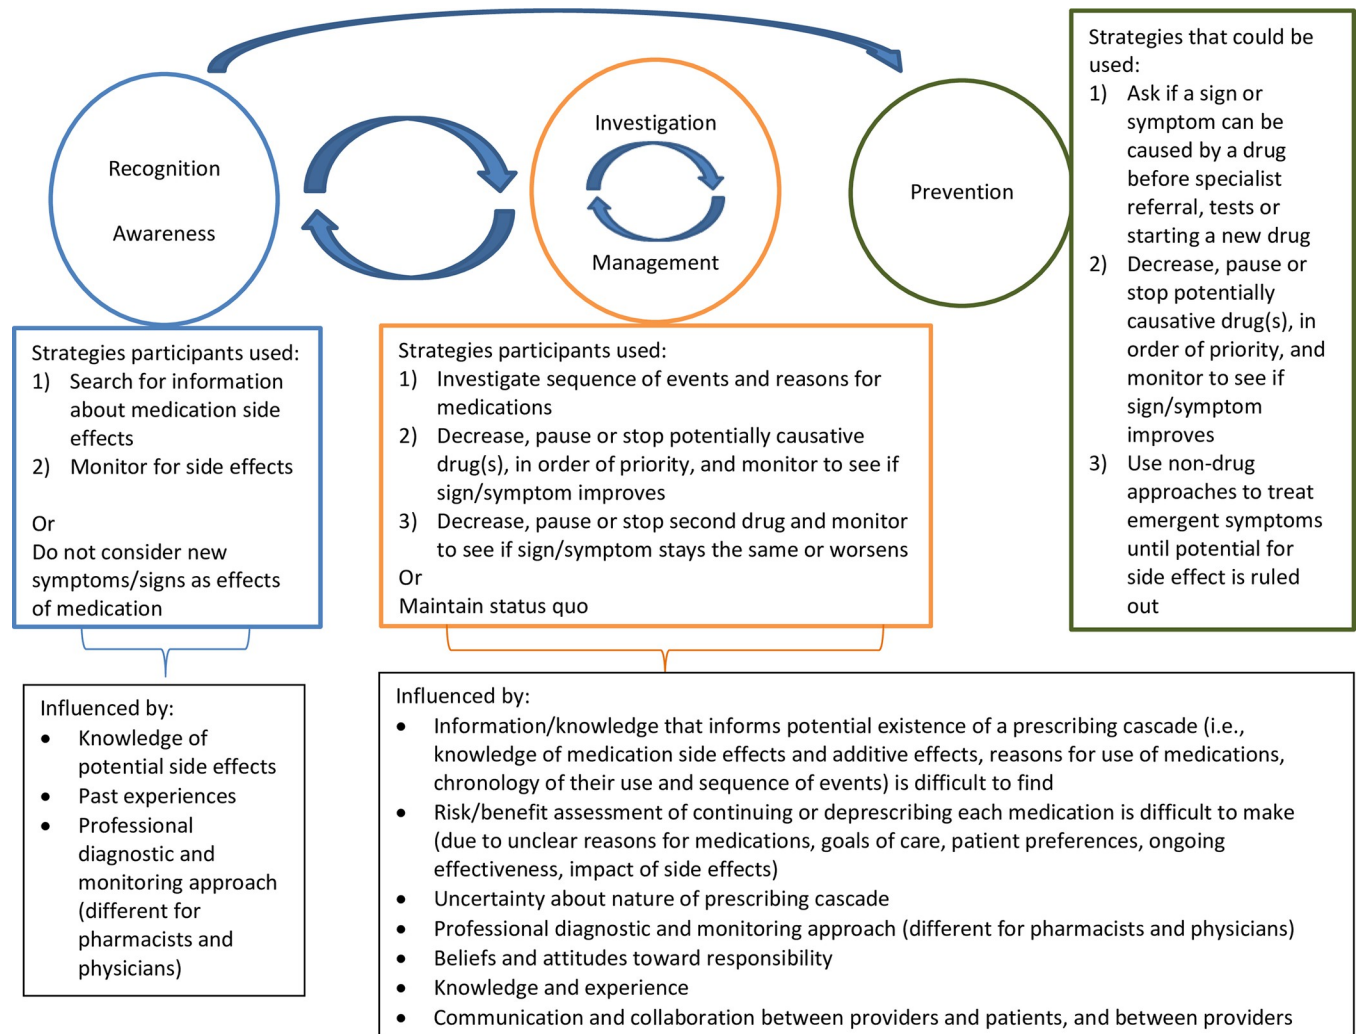 Recognition
Awareness
Investigation
Management
Prevention
Strategies that could be
used:
1) Ask if a sign or
symptom can be
caused by a drug
before specialist
referral, tests or
starting a new drug
2) Decrease, pause or
stop potentially
causative drug(s), in
order of priority, and
monitor to see if
sign/symptom
improves
3) Use non-drug
approaches to treat
emergent symptoms
until potential for
side effect is ruled
out
Strategies participants used:
1) Search for information
about medication side
effects
2) Monitor for side effects
Or
Do not consider new
symptoms/signs as effects
of medication
Strategies participants used:
1) Investigate sequence of events and reasons for
medications
2) Decrease, pause or stop potentially causative
drug(s), in order of priority, and monitor to see if
sign/symptom improves
3) Decrease, pause or stop second drug and monitor
to see if sign/symptom stays the same or worsens
Or
Maintain status quo
Influenced by:
• Knowledge of
potential side effects
• Past experiences
• Professional
diagnostic and
monitoring approach
(different for
pharmacists and
physicians)
Influenced by:
• Information/knowledge that informs potential existence of a prescribing cascade (i.e.,
knowledge of medication side effects and additive effects, reasons for use of medications,
chronology of their use and sequence of events) is difficult to find
• Risk/benefit assessment of continuing or deprescribing each medication is difficult to make
(due to unclear reasons for medications, goals of care, patient preferences, ongoing
effectiveness, impact of side effects)
• Uncertainty about nature of prescribing cascade
• Professional diagnostic and monitoring approach (different for pharmacists and physicians)
• Beliefs and attitudes toward responsibility
• Knowledge and experience
• Communication and collaboration between providers and patients, and between providers